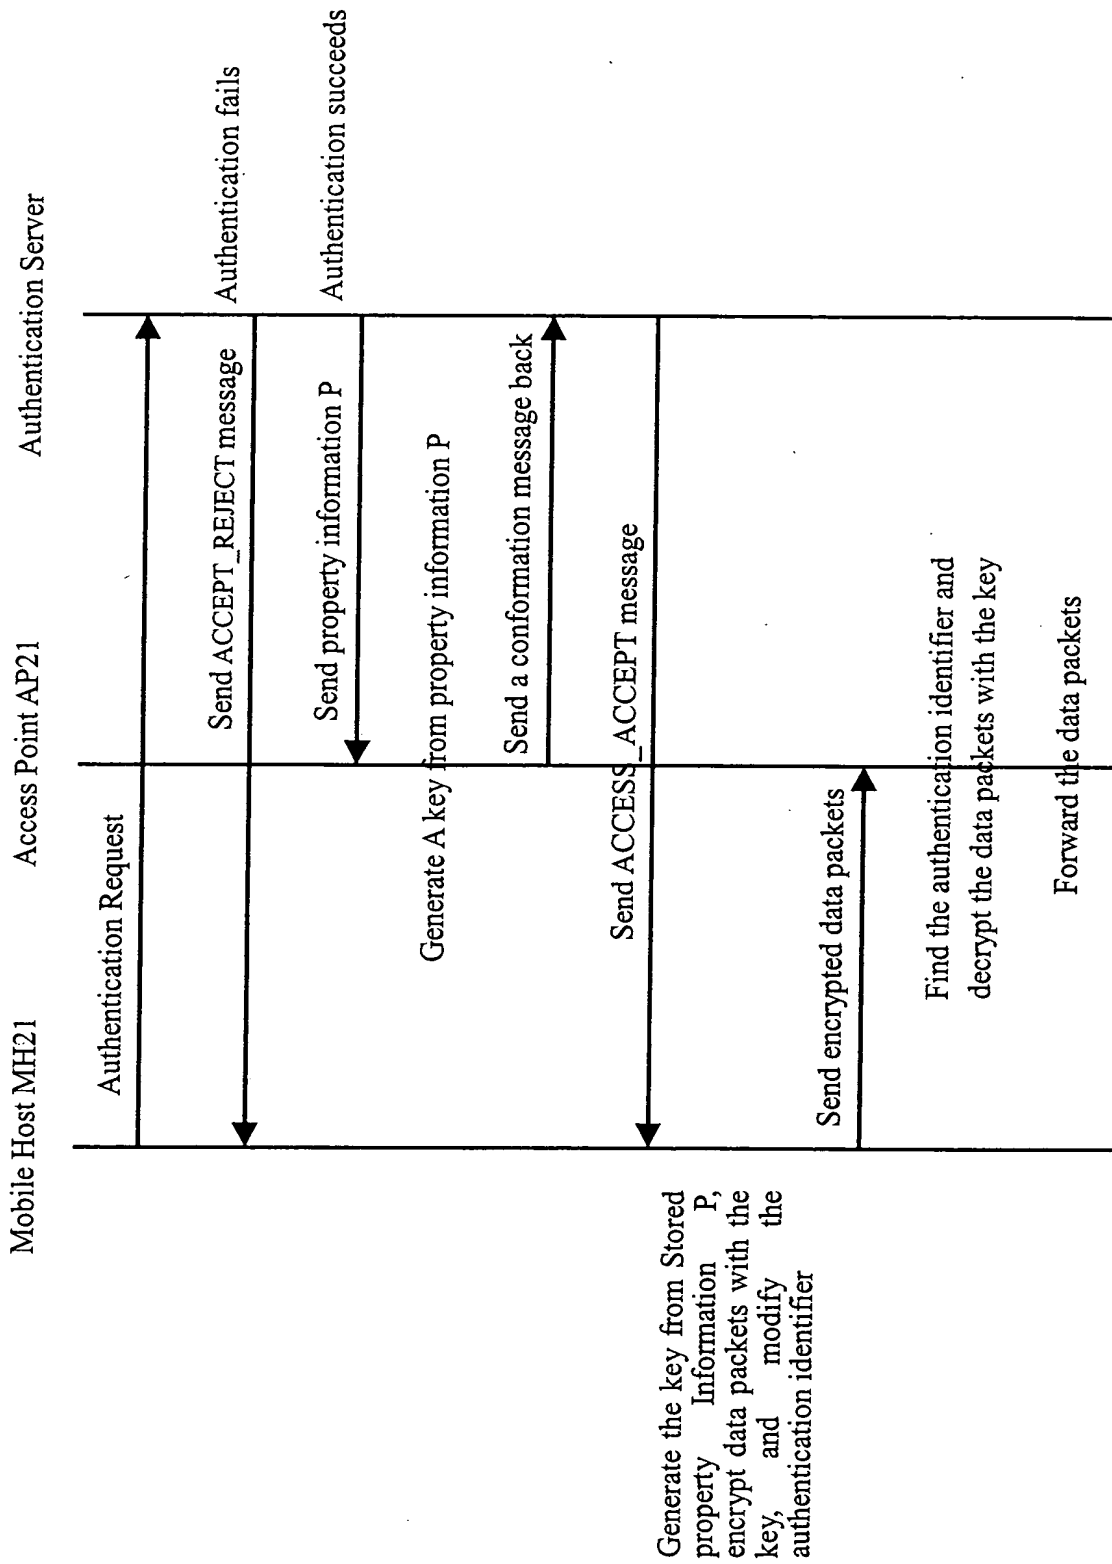 Mobile Host MH21
Access Point AP21
Authentication Server
Authentication Request
Authentication fails
Send ACCEPT_REJECT message
Authentication succeeds
Send property information P
Generate A key from property information P
Send a conformation message back
Send ACCESS_ACCEPT message
Generate the key from Stored
property Information P,
encrypt data packets with the
key, and modify the
authentication identifier
Send encrypted data packets
Find the authentication identifier and
decrypt the data packets with the key
Forward the data packets